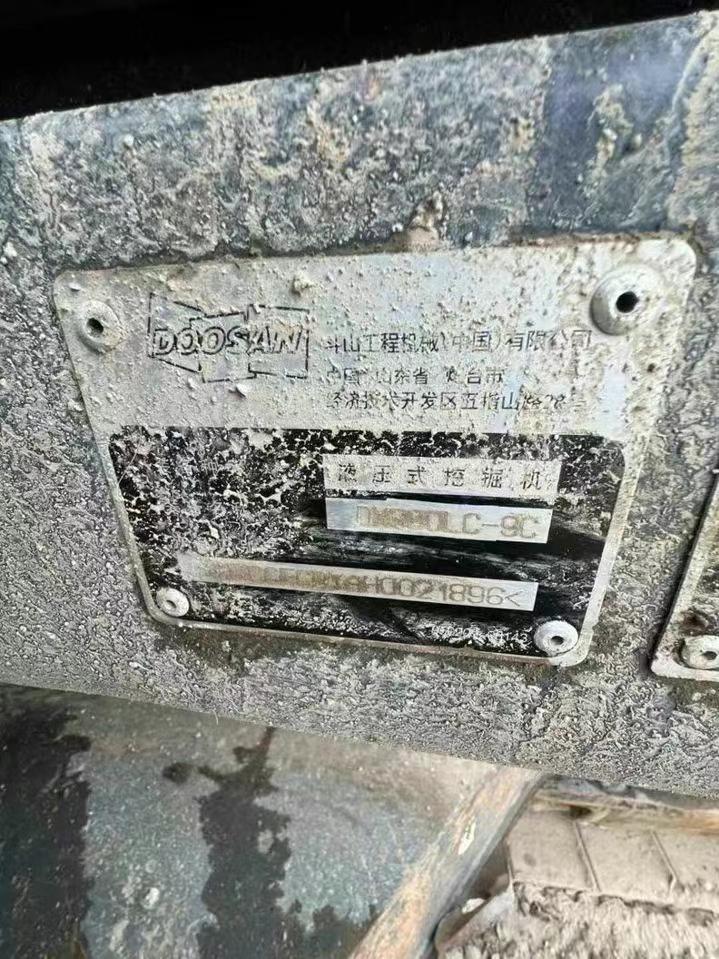 DOOSAN
斗山工程机械(中国)有限公司
中国 山东省 烟台市
经济技术开发区五指山路28号
液压式挖掘机
LC-9C
H0021896<